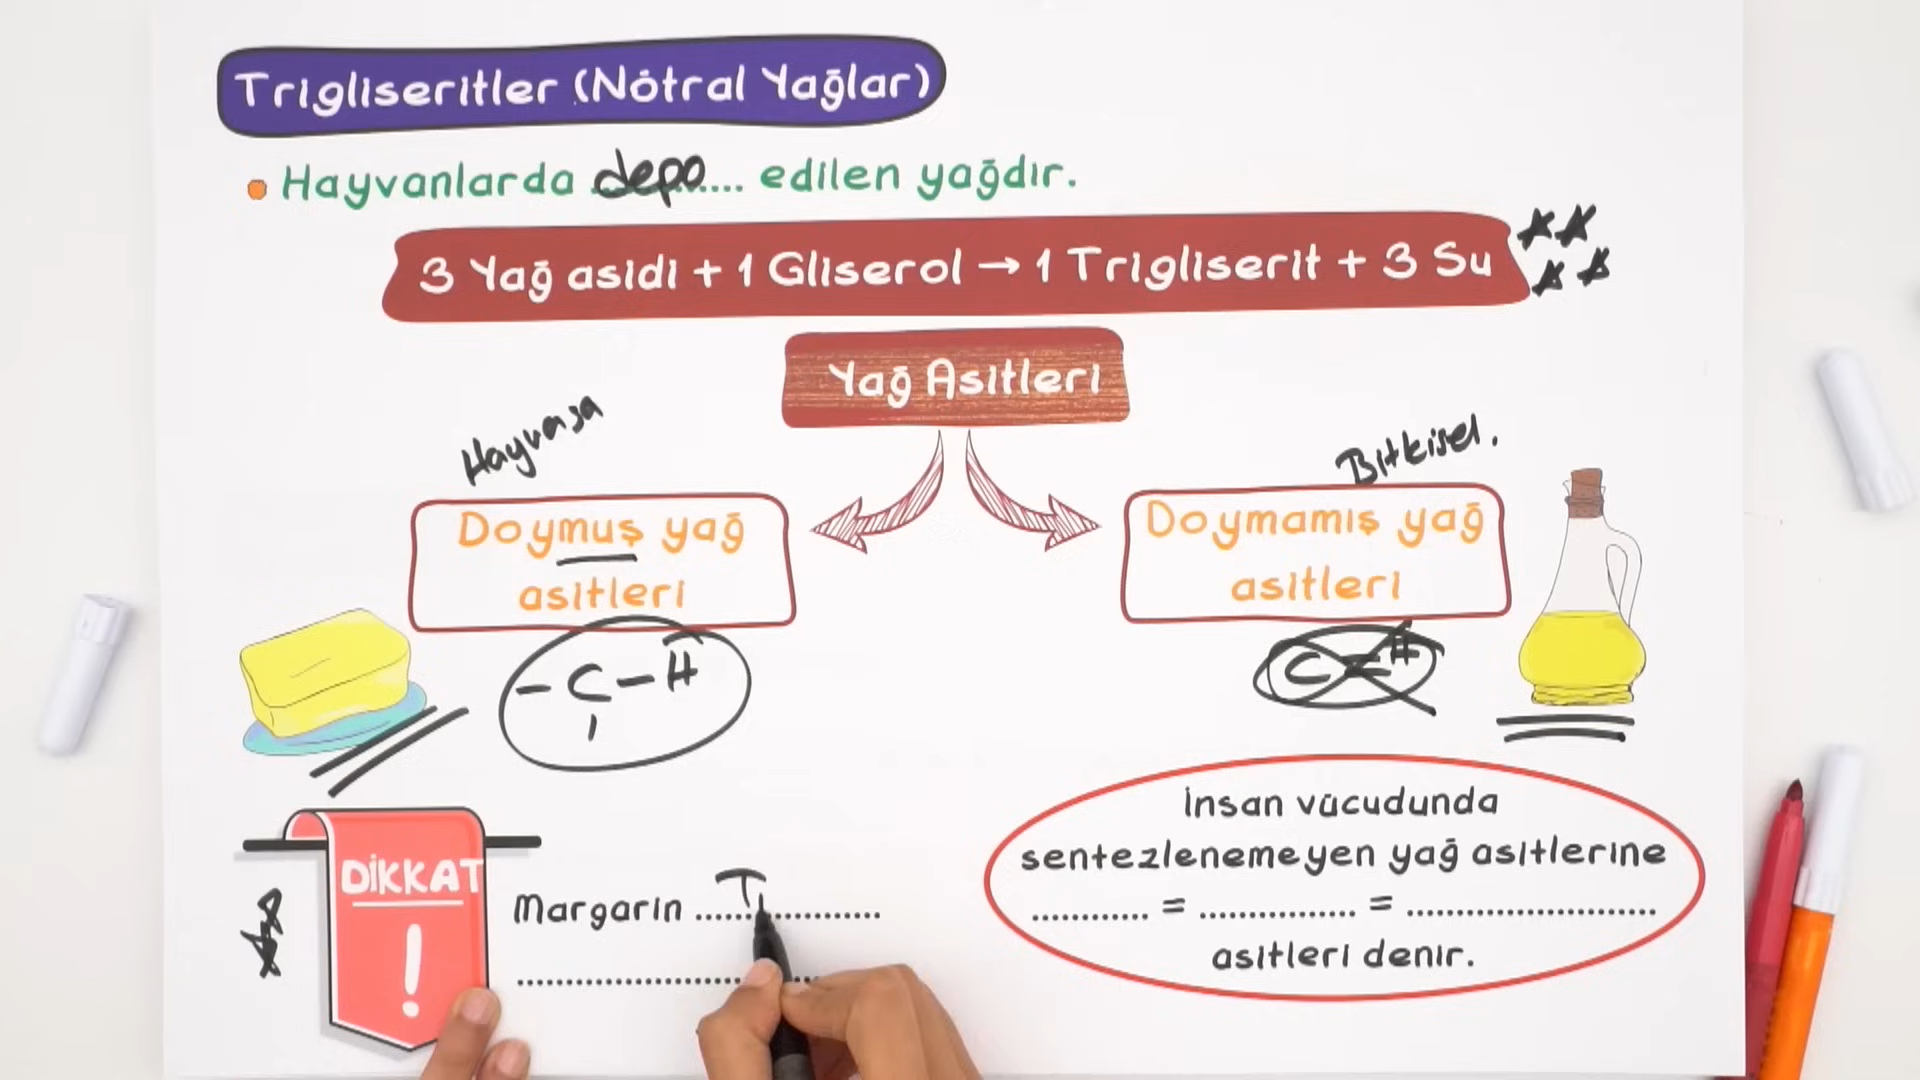 Trigliseritler (Nötral Yağlar)
Hayvanlarda depo edilen yağdır.
3 Yağ asidi + 1 Gliserol → 1 Trigliserit + 3 Su
Yağ Asitleri
Bitkisel.
Doymuş yağ
asitleri
Doymamış yağ
asitleri
- C - H
C = H
DİKKAT
!
Margarin
İnsan vücudunda
sentezlenemeyen yağ asitlerine
............ = ................ = .........................
asitleri denir.